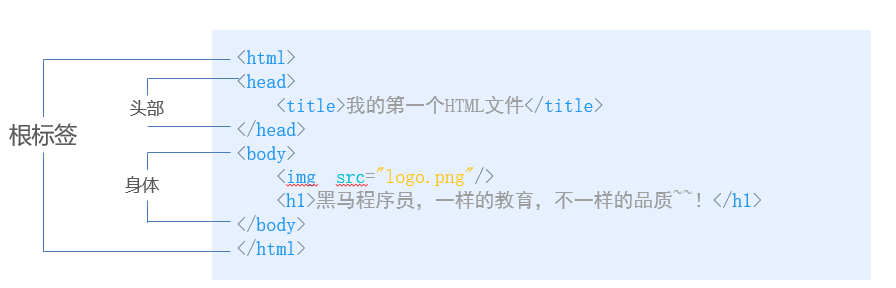 <html>
<head>
头部
<title>我的第一个HTML文件</title>
</head>
根标签
<body>
身体
<img src="logo.png"/>
<h1>黑马程序员，一样的教育，不一样的品质~~！</h1>
</body>
</html>